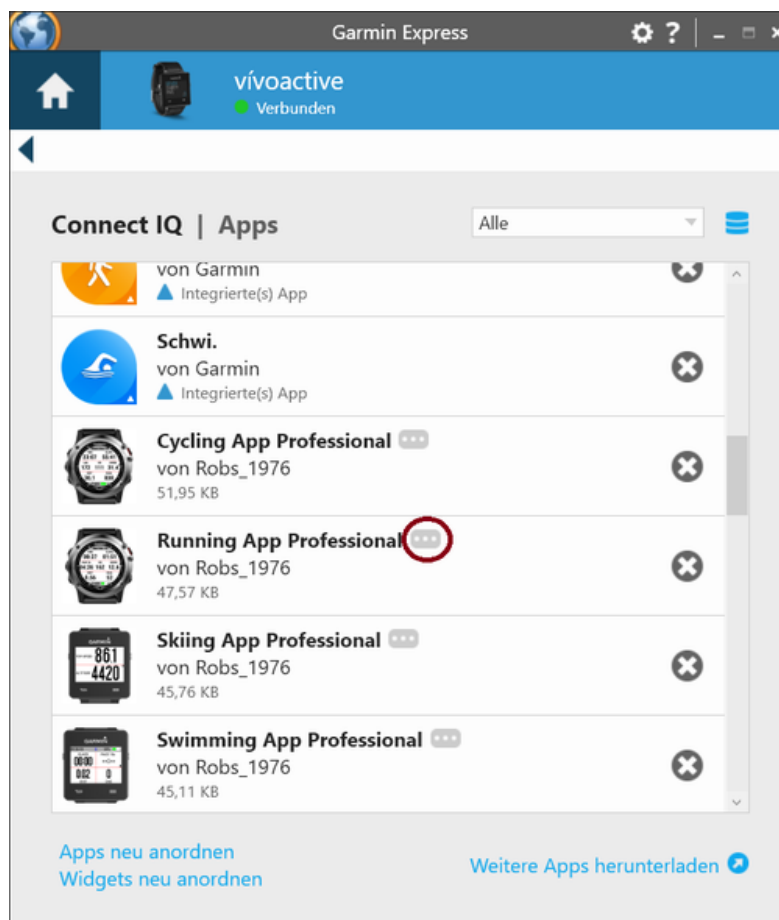 Garmin Express
?
vívoactive
Verbunden
Connect IQ | Apps
Alle
von Garmin
Integrierte(s) App
Schwi.
von Garmin
Integrierte(s) App
Cycling App Professional
von Robs_1976
51,95 KB
Running App Professional
von Robs_1976
47,57 KB
Skiing App Professional
von Robs_1976
45,76 KB
861
4420
Swimming App Professional
von Robs_1976
45,11 KB
Apps neu anordnen
Widgets neu anordnen
Weitere Apps herunterladen